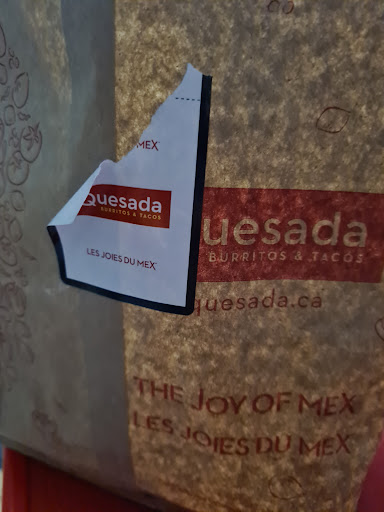 MEX
Quesada
BURRITOS & TACOS
LES JOIES DU MEX
uesada
BURRITOS & TACOS
quesada.ca
THE JOY OF MEX
LES JOIES DU MEX